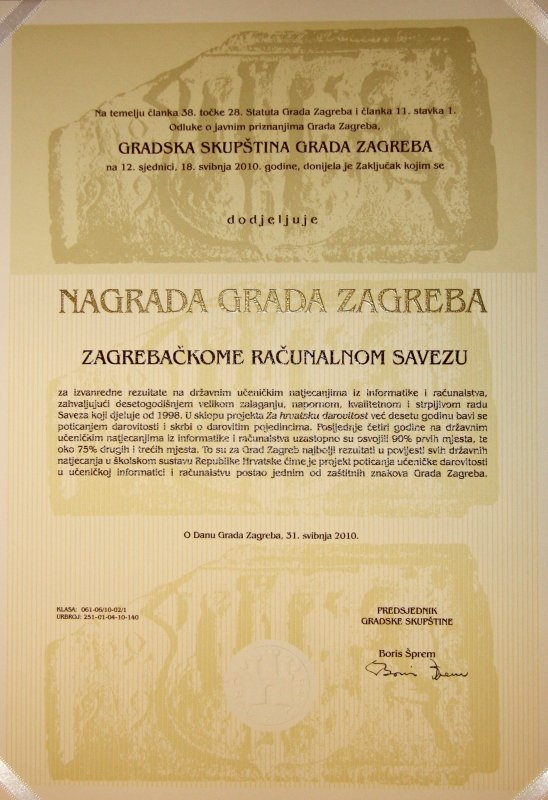 Na temelju članka 38. točke 28. Statuta Grada Zagreba i članka 11. stavka 1.
Odluke o javnim priznanjima Grada Zagreba,
GRADSKA SKUPŠTINA GRADA ZAGREBA
na 12. sjednici, 18. svibnja 2010. godine, donijela je Zaključak kojim se
dodjeljuje
NAGRADA GRADA ZAGREBA
ZAGREBAČKOME RAČUNALNOM SAVEZU
za izvanredne rezultate na državnim učeničkim natjecanjima iz informatike i računalstva,
zahvaljujući desetogodišnjem velikom zalaganju, napornom, kvalitetnom i strpljivom radu
Saveza koji djeluje od 1998. U sklopu projekta Za hrvatsku darovitost već desetu godinu bavi se
poticanjem darovitosti i skrbi o darovitim pojedincima. Posljednje četiri godine na državnim
učeničkim natjecanjima iz informatike i računalstva uzastopno su osvojili 90% prvih mjesta, te
oko 75% drugih i trećih mjesta. To su za Grad Zagreb najbolji rezultati u povijesti svih državnih
natjecanja u školskom sustavu Republike Hrvatske čime je projekt poticanja učeničke darovitosti
u učeničkoj informatici i računalstvu postao jednim od zaštitnih znakova Grada Zagreba.
O Danu Grada Zagreba, 31. svibnja 2010.
KLASA: 061-06/10-02/1
URBROJ: 251-01-04-10-140
PREDSJEDNIK
GRADSKE SKUPŠTINE
Boris Šprem
Boris Šprem